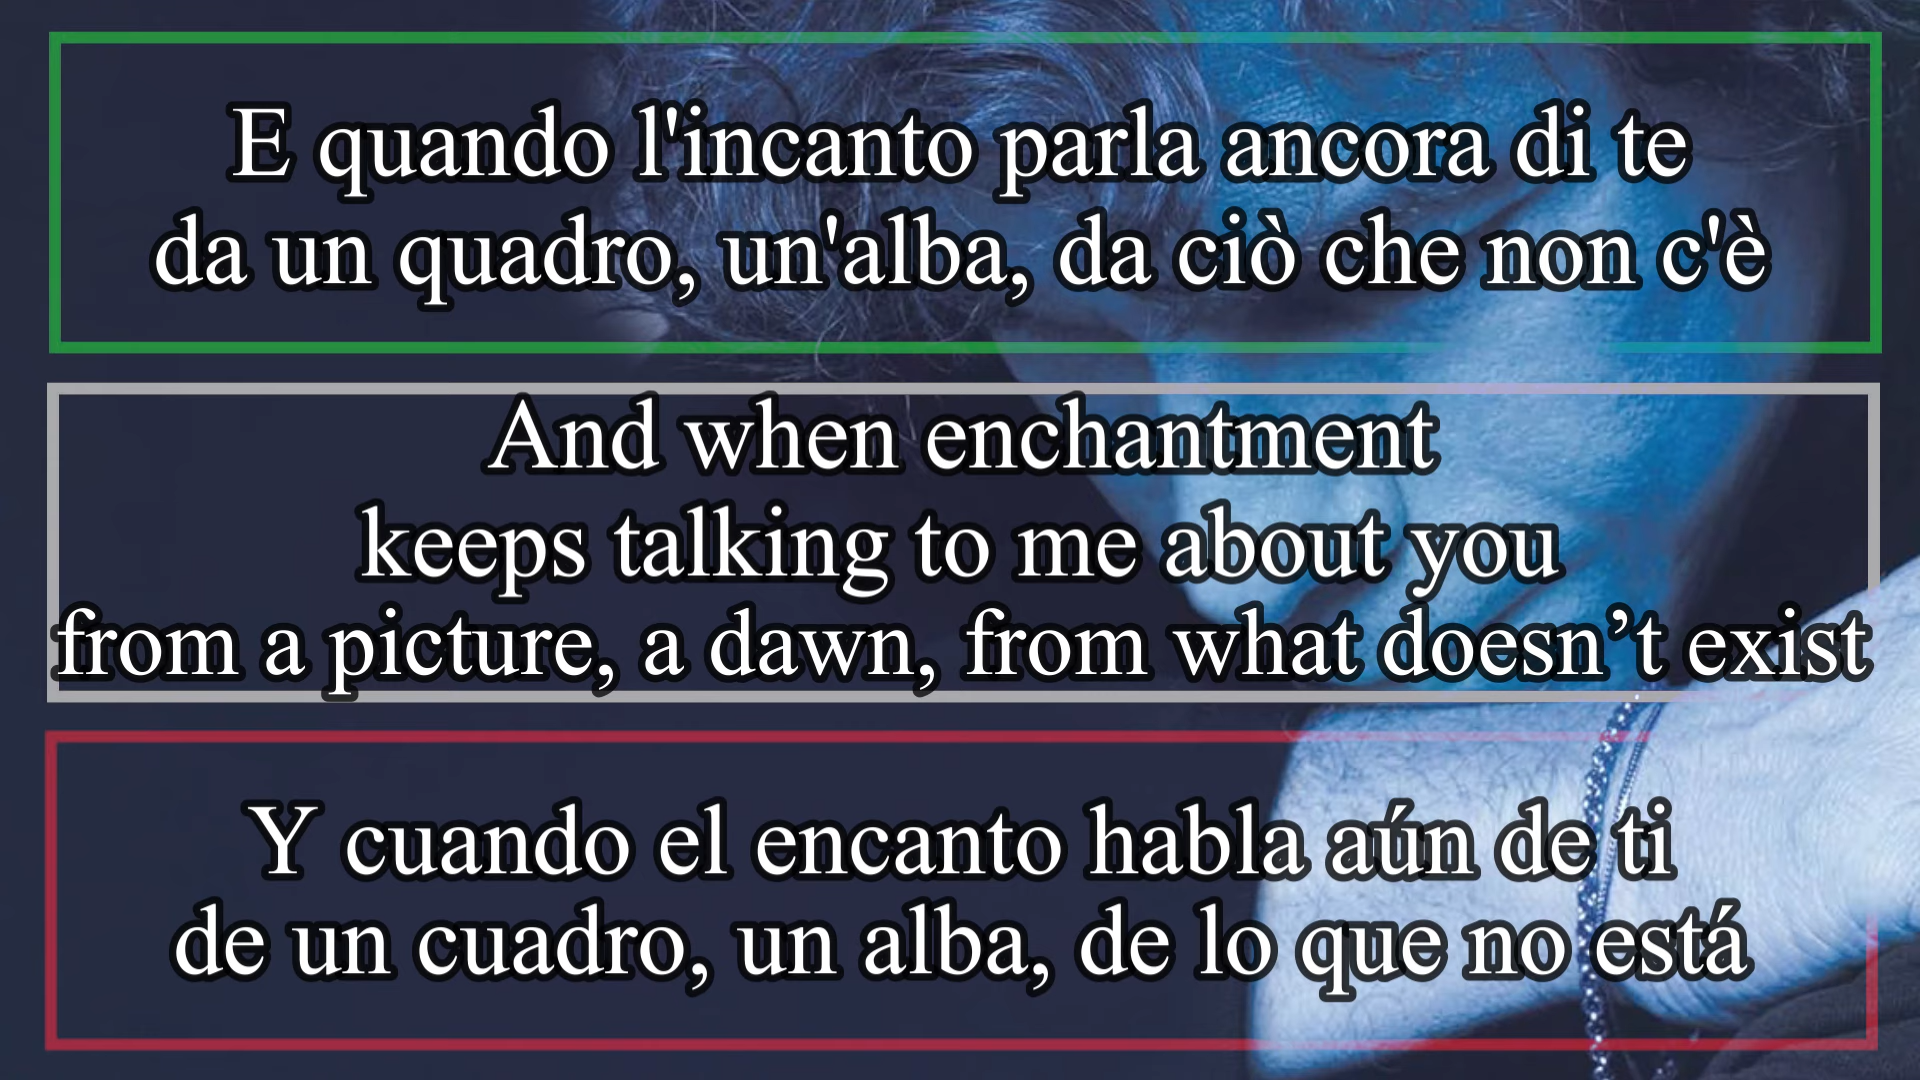 E quando l'incanto parla ancora di te
da un quadro, un'alba, da ciò che non c'è
And when enchantment
keeps talking to me about you
from a picture, a dawn, from what doesn’t exist
Y cuando el encanto habla aún de ti
de un cuadro, un alba, de lo que no está